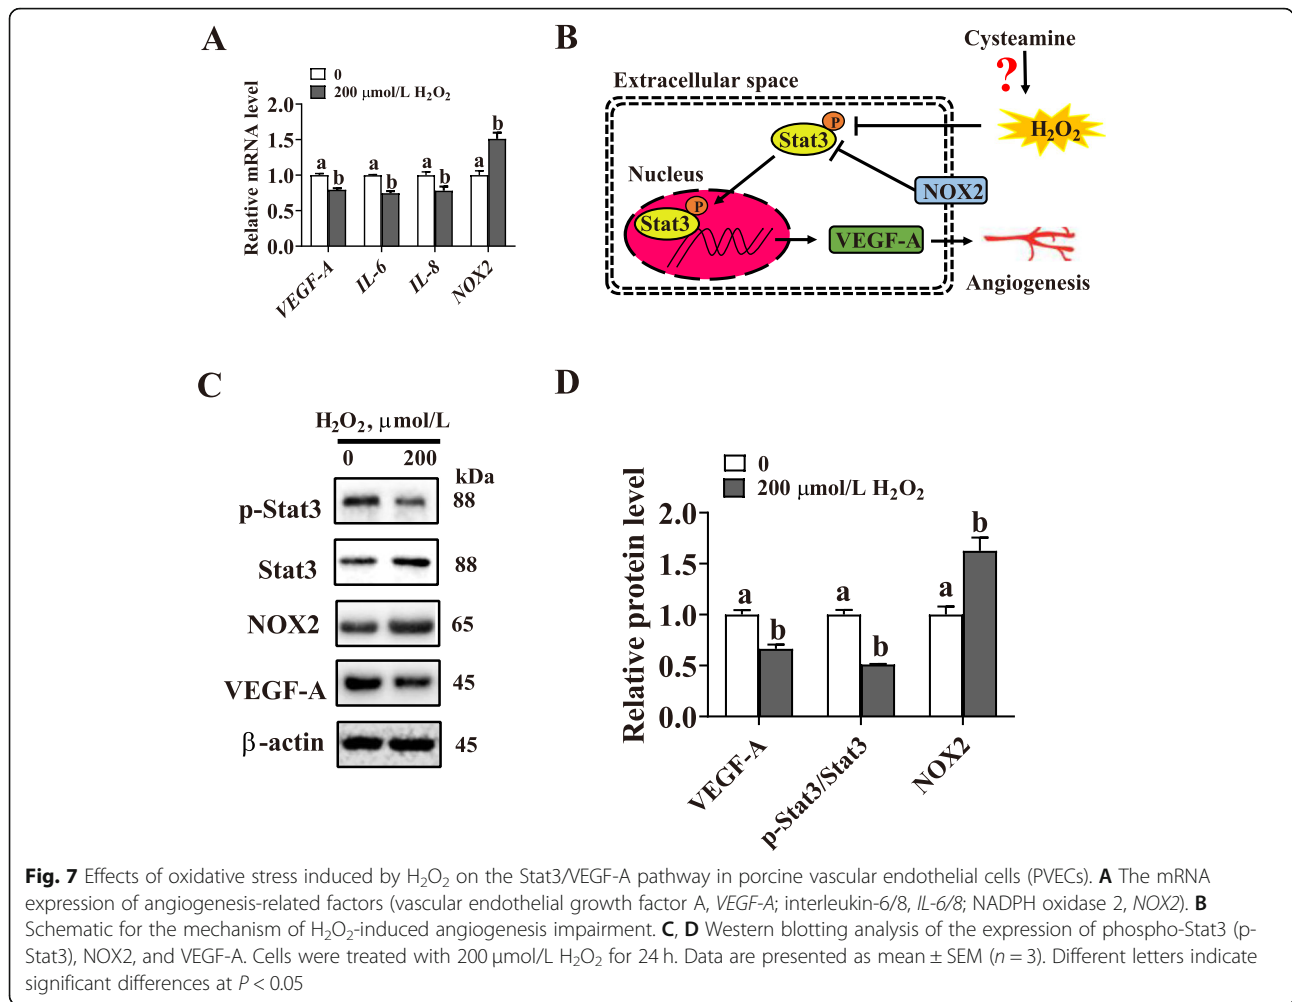 A
0
200 μmol/L H₂O₂
Relative mRNA level
2.0
1.5
1.0
0.5
0.0
a
b
a
b
a
b
a
b
VEGF-A
IL-6
IL-8
NOX2
B
Cysteamine
?
Extracellular space
H₂O₂
P
Stat3
Nucleus
NOX2
P
Stat3
VEGF-A
Angiogenesis
C
H₂O₂, μmol/L
0 200
kDa
p-Stat3 88
Stat3 88
NOX2 65
VEGF-A 45
β-actin 45
D
0
200 μmol/L H₂O₂
Relative protein level
2.0
1.5
1.0
0.5
0.0
a
b
a
b
a
b
VEGF-A
p-Stat3/Stat3
NOX2
Fig. 7 Effects of oxidative stress induced by H₂O₂ on the Stat3/VEGF-A pathway in porcine vascular endothelial cells (PVECs). A The mRNA
expression of angiogenesis-related factors (vascular endothelial growth factor A, VEGF-A; interleukin-6/8, IL-6/8; NADPH oxidase 2, NOX2). B
Schematic for the mechanism of H₂O₂-induced angiogenesis impairment. C, D Western blotting analysis of the expression of phospho-Stat3 (p-
Stat3), NOX2, and VEGF-A. Cells were treated with 200 μmol/L H₂O₂ for 24 h. Data are presented as mean ± SEM (n = 3). Different letters indicate
significant differences at P < 0.05